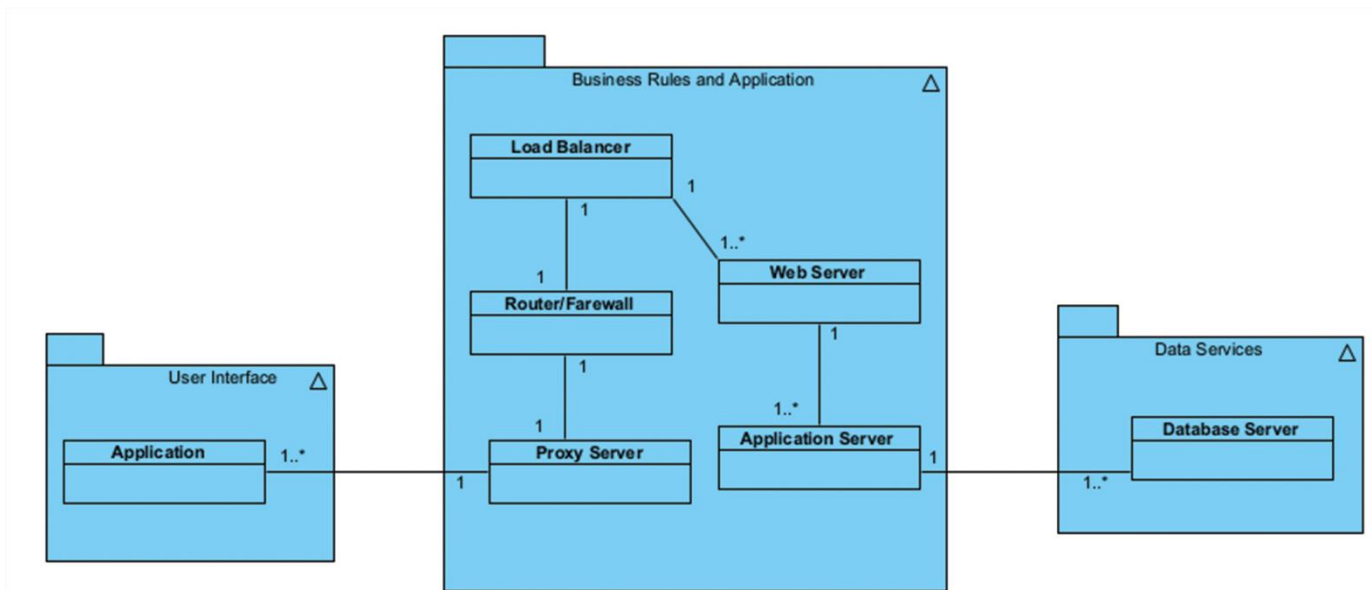 Business Rules and Application
Load Balancer
1
1
1..*
1
Web Server
Router/Farewall
1
1
Data Services
User Interface
1
1..*
Database Server
Application
1..*
Proxy Server
Application Server
1
1
1..*